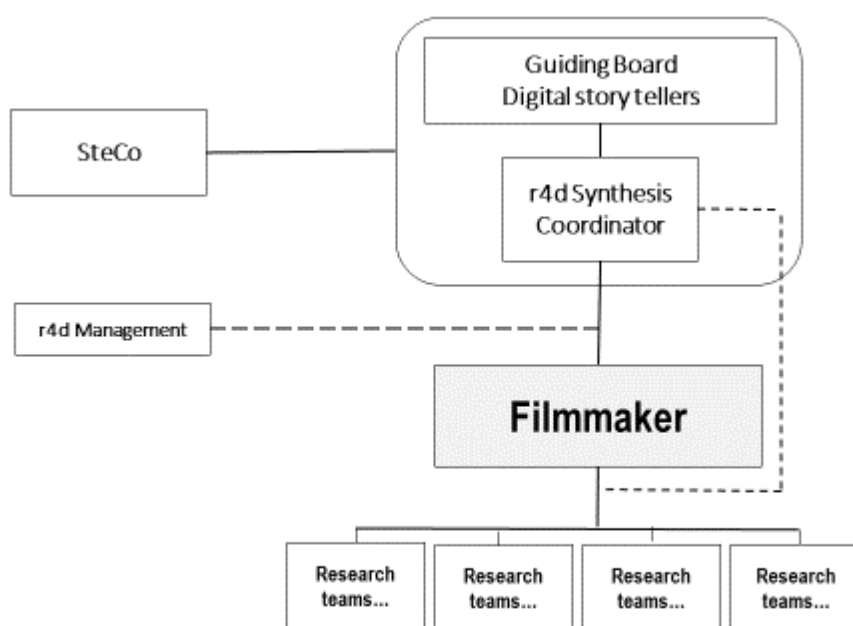 Guiding Board
Digital story tellers
SteCo
r4d Synthesis
Coordinator
r4d Management
Filmmaker
Research
teams...
Research
teams...
Research
teams...
Research
teams...